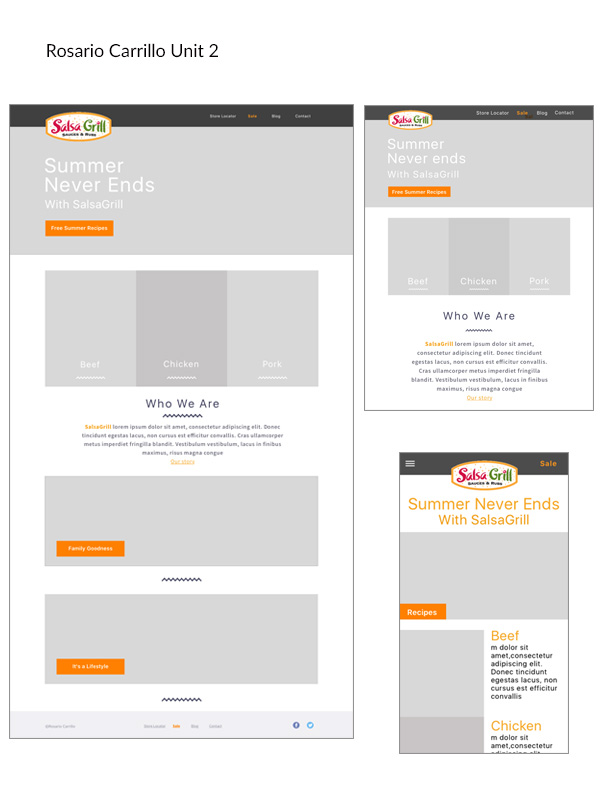 Rosario Carrillo Unit 2
Salsa Grill
SAUCES & RUBS
Store Locator Sale Blog Contact
Summer
Never Ends
With SalsaGrill
Free Summer Recipes
Beef Chicken Pork
Who We Are
SalsaGrill lorem ipsum dolor sit amet, consectetur adipiscing elit. Donec
tincidunt egestas lacus, non cursus est efficitur convallis. Cras ullamcorper
metus imperdiet fringilla blandit. Vestibulum vestibulum, lacus in finibus
maximus, risus magna congue
Our story
Family Goodness
It's a Lifestyle
©Rosario Carrillo Store Locator Sale Blog Contact
Salsa Grill
SAUCES & RUBS
Store Locator Sale Blog Contact
Summer
Never ends
With SalsaGrill
Free Summer Recipes
Beef Chicken Pork
Who We Are
SalsaGrill lorem ipsum dolor sit amet,
consectetur adipiscing elit. Donec tincidunt
egestas lacus, non cursus est efficitur convallis.
Cras ullamcorper metus imperdiet fringilla
blandit. Vestibulum vestibulum, lacus in finibus
maximus, risus magna congue
Our story
Salsa Grill
SAUCES & RUBS
Sale
Summer Never Ends
With SalsaGrill
Recipes
Beef
m dolor sit
amet,consectetur
adipiscing elit.
Donec tincidunt
egestas lacus, non
cursus est efficitur
convallis
Chicken
m dolor sit
amet,consectetur
adipiscing elit.